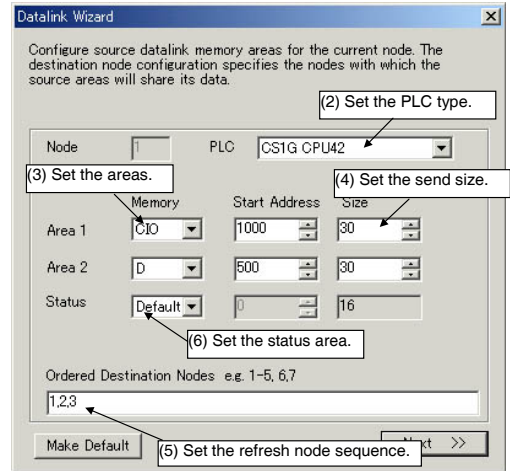 Datalink Wizard
Configure source datalink memory areas for the current node. The
destination node configuration specifies the nodes with which the
source areas will share its data.
(2) Set the PLC type.
Node 1 PLC CS1G CPU42
(3) Set the areas.
(4) Set the send size.
Memory Start Address Size
Area 1 CIO 1000 30
Area 2 D 500 30
Status Default 0 16
(6) Set the status area.
Ordered Destination Nodes e.g. 1-5, 6,7
1,2,3
Make Default >>
(5) Set the refresh node sequence.